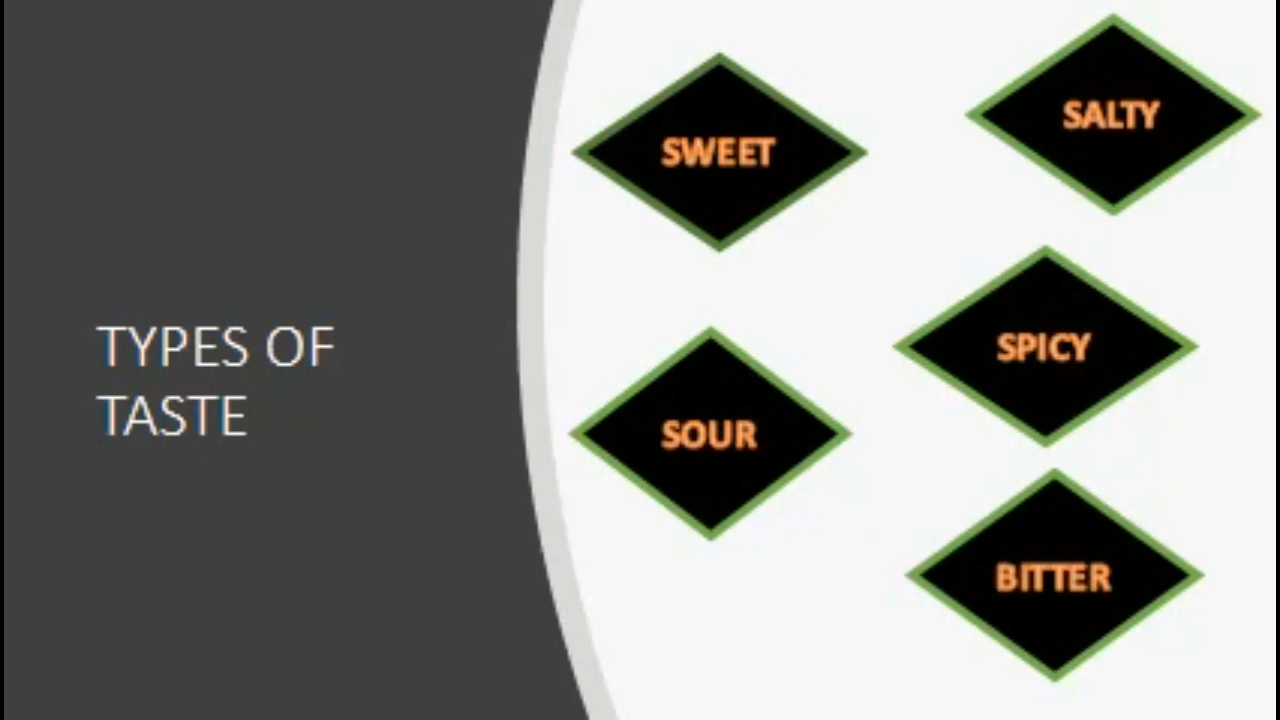 TYPES OF
TASTE
SWEET
SALTY
SPICY
SOUR
BITTER